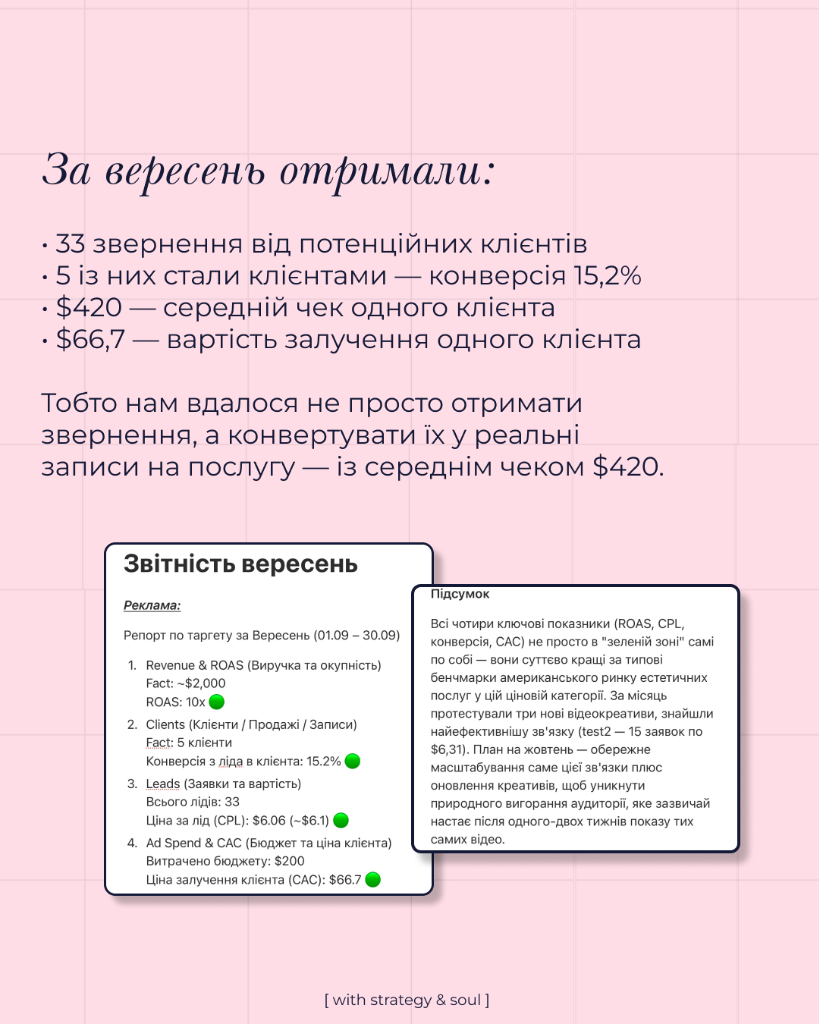 За вересень отримали:
• 33 звернення від потенційних клієнтів
• 5 із них стали клієнтами — конверсія 15,2%
• $420 — середній чек одного клієнта
• $66,7 — вартість залучення одного клієнта
Тобто нам вдалося не просто отримати
звернення, а конвертувати їх у реальні
записи на послугу — із середнім чеком $420.
Звітність вересень
Реклама:
Репорт по таргету за Вересень (01.09 – 30.09)
1. Revenue & ROAS (Виручка та окупність)
Fact: ~$2,000
ROAS: 10x 🟢
2. Clients (Клієнти / Продажі / Записи)
Fact: 5 клієнти
Конверсія з ліда в клієнта: 15.2% 🟢
3. Leads (Заявки та вартість)
Всього лідів: 33
Ціна за лід (CPL): $6.06 (~$6.1) 🟢
4. Ad Spend & CAC (Бюджет та ціна клієнта)
Витрачено бюджету: $200
Ціна залучення клієнта (CAC): $66.7 🟢
Підсумок
Всі чотири ключові показники (ROAS, CPL,
конверсія, CAC) не просто в "зеленій зоні" самі
по собі — вони суттєво кращі за типові
бенчмарки американського ринку естетичних
послуг у цій ціновій категорії. За місяць
протестували три нові відеокреативи, знайшли
найефективнішу зв'язку (test2 — 15 заявок по
$6,31). План на жовтень — обережне
масштабування саме цієї зв'язки плюс
оновлення креативів, щоб уникнути
природного вигорання аудиторії, яке зазвичай
настає після одного-двох тижнів показу тих
самих відео.
[ with strategy & soul ]